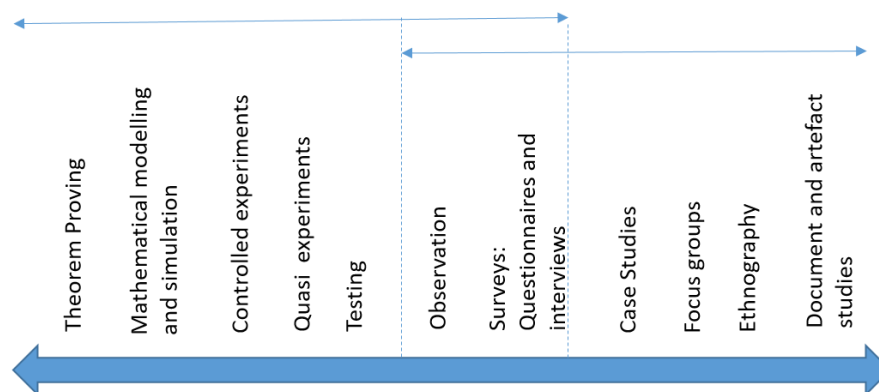 Theorem Proving
Mathematical modelling
and simulation
Controlled experiments
Quasi experiments
Testing
Observation
Surveys:
Questionnaires and
interviews
Case Studies
Focus groups
Ethnography
Document and artefact
studies